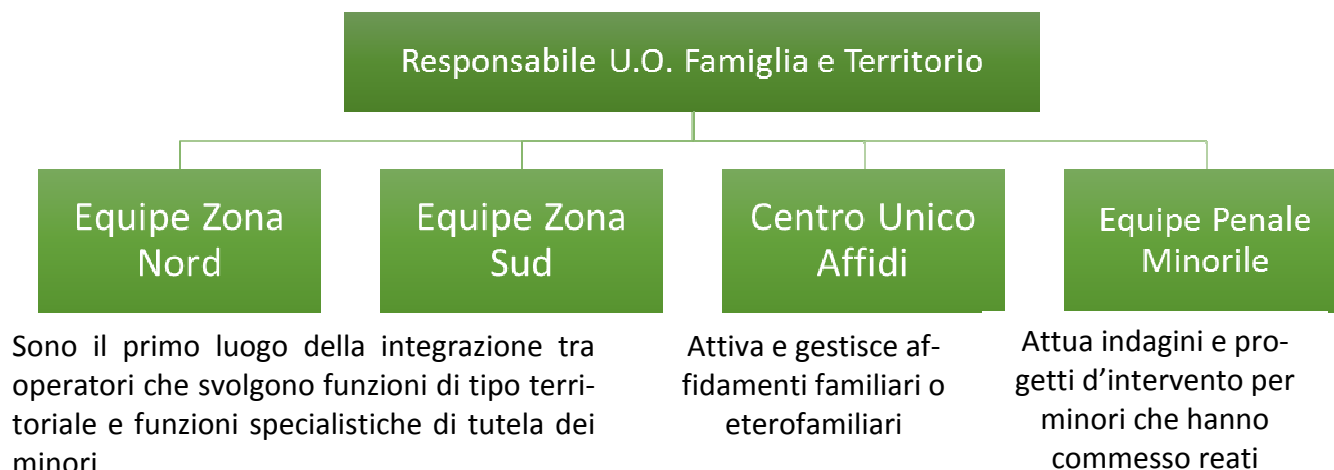 Responsabile U.O. Famiglia e Territorio
Equipe Zona
Nord
Equipe Zona
Sud
Centro Unico
Affidi
Equipe Penale
Minorile
Sono il primo luogo della integrazione tra
operatori che svolgono funzioni di tipo terri-
toriale e funzioni specialistiche di tutela dei
minori
Attiva e gestisce af-
fidamenti familiari o
eterofamiliari
Attua indagini e pro-
getti d'intervento per
minori che hanno
commesso reati